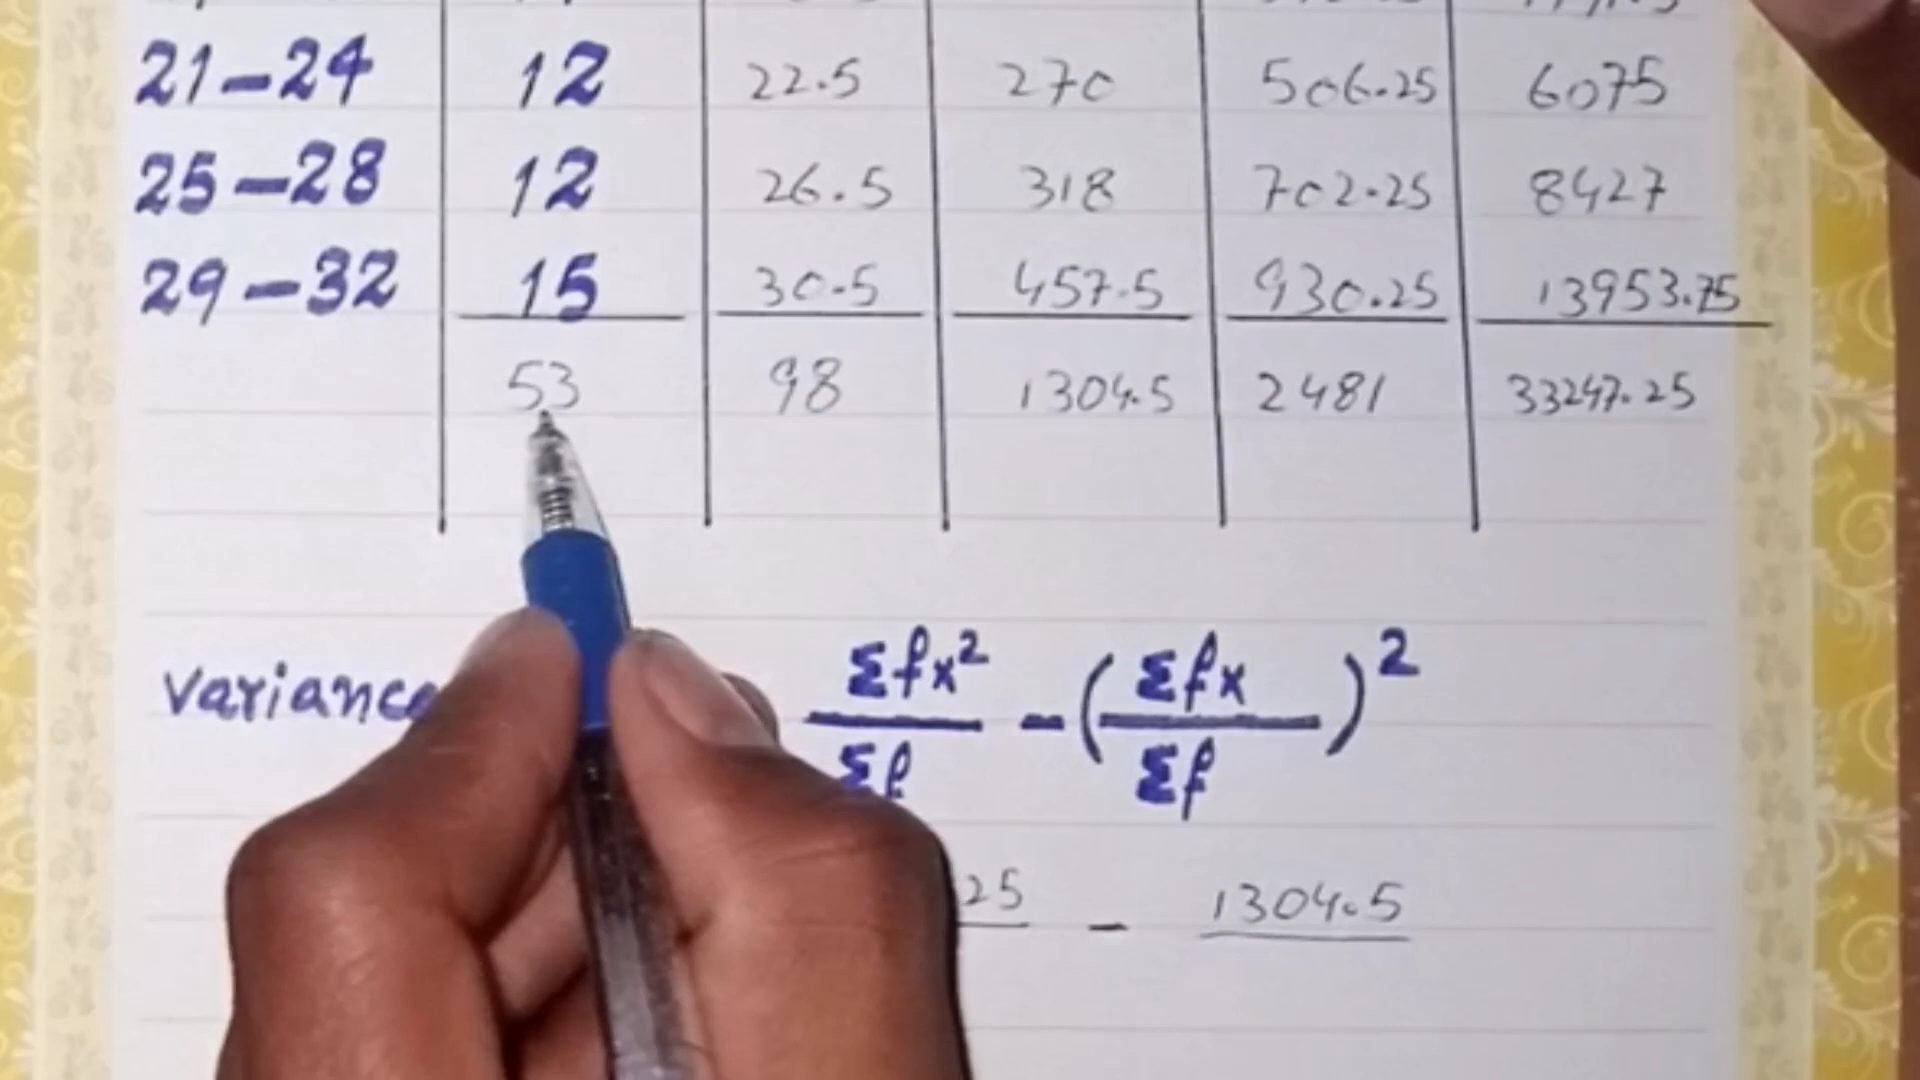 21-24 12 22.5 270 506.25 6075
25-28 12 26.5 318 702.25 8427
29-32 15 30.5 457.5 930.25 13953.75
53 98 1304.5 2481 33247.25
variance Σfx² / Σf - (Σfx / Σf)²
25 - 1304.5